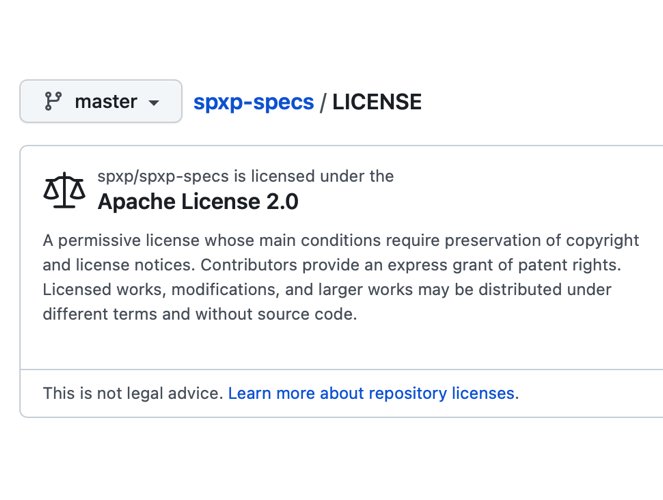 master spxp-specs / LICENSE
spxp/spxp-specs is licensed under the
Apache License 2.0
A permissive license whose main conditions require preservation of copyright
and license notices. Contributors provide an express grant of patent rights.
Licensed works, modifications, and larger works may be distributed under
different terms and without source code.
This is not legal advice. Learn more about repository licenses.